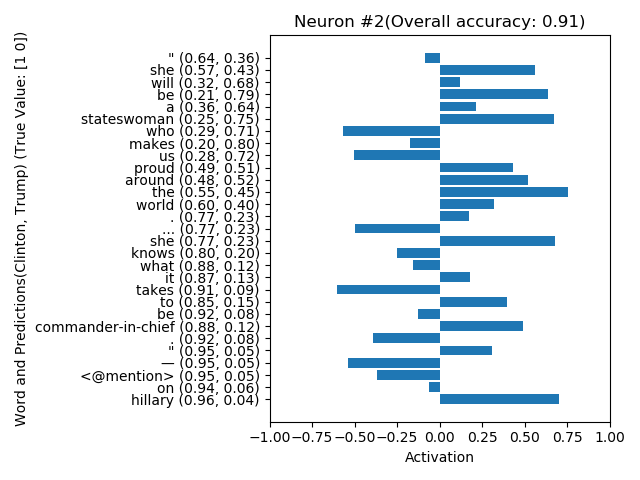 Neuron #2(Overall accuracy: 0.91)
Word and Predictions(Clinton, Trump) (True Value: [1 0])
" (0.64, 0.36)
she (0.57, 0.43)
will (0.32, 0.68)
be (0.21, 0.79)
a (0.36, 0.64)
stateswoman (0.25, 0.75)
who (0.29, 0.71)
makes (0.20, 0.80)
us (0.28, 0.72)
proud (0.49, 0.51)
around (0.48, 0.52)
the (0.55, 0.45)
world (0.60, 0.40)
. (0.77, 0.23)
... (0.77, 0.23)
she (0.77, 0.23)
knows (0.80, 0.20)
what (0.88, 0.12)
it (0.87, 0.13)
takes (0.91, 0.09)
to (0.85, 0.15)
be (0.92, 0.08)
commander-in-chief (0.88, 0.12)
. (0.92, 0.08)
" (0.95, 0.05)
— (0.95, 0.05)
<@mention> (0.95, 0.05)
on (0.94, 0.06)
hillary (0.96, 0.04)
−1.00 −0.75 −0.50 −0.25 0.00 0.25 0.50 0.75 1.00
Activation